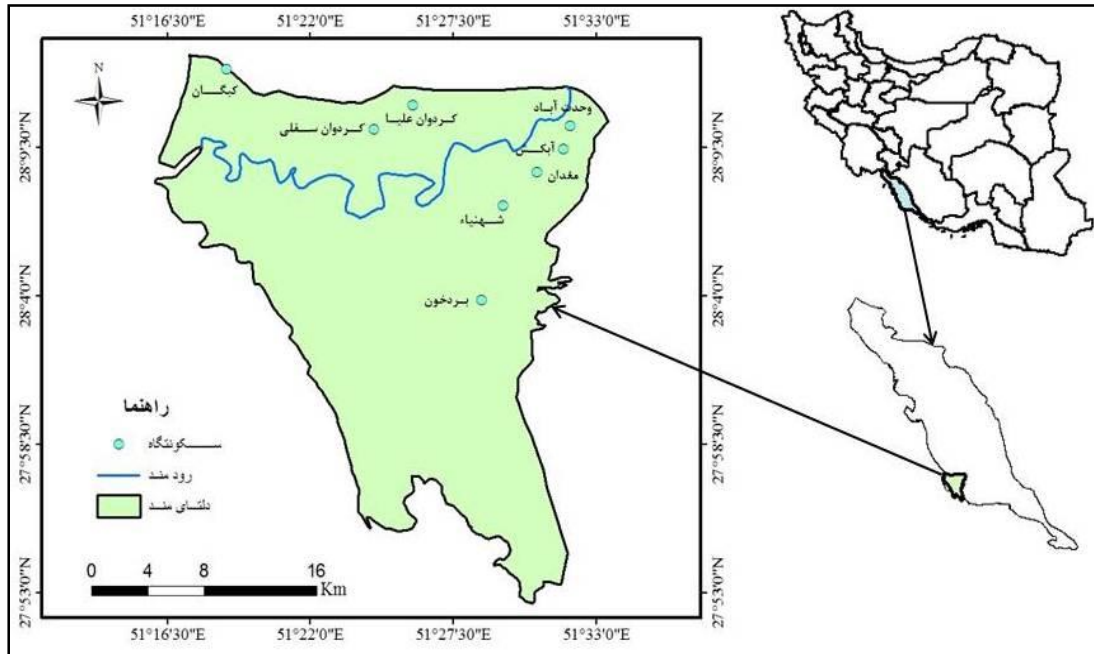 51°16'30"E 51°22'0"E 51°27'30"E 51°33'0"E
N
کبگان
کردوان علیا
کردوان سفلی
وحدت آباد
آبکش
مغدان
شهنیاء
بردخون
28°9'30"N
28°4'0"N
27°58'30"N
27°53'0"N
28°9'30"N
28°4'0"N
27°58'30"N
27°53'0"N
راهنما
سکونتگاه
رود مند
دلتای مند
0 4 8 16
Km
51°16'30"E 51°22'0"E 51°27'30"E 51°33'0"E